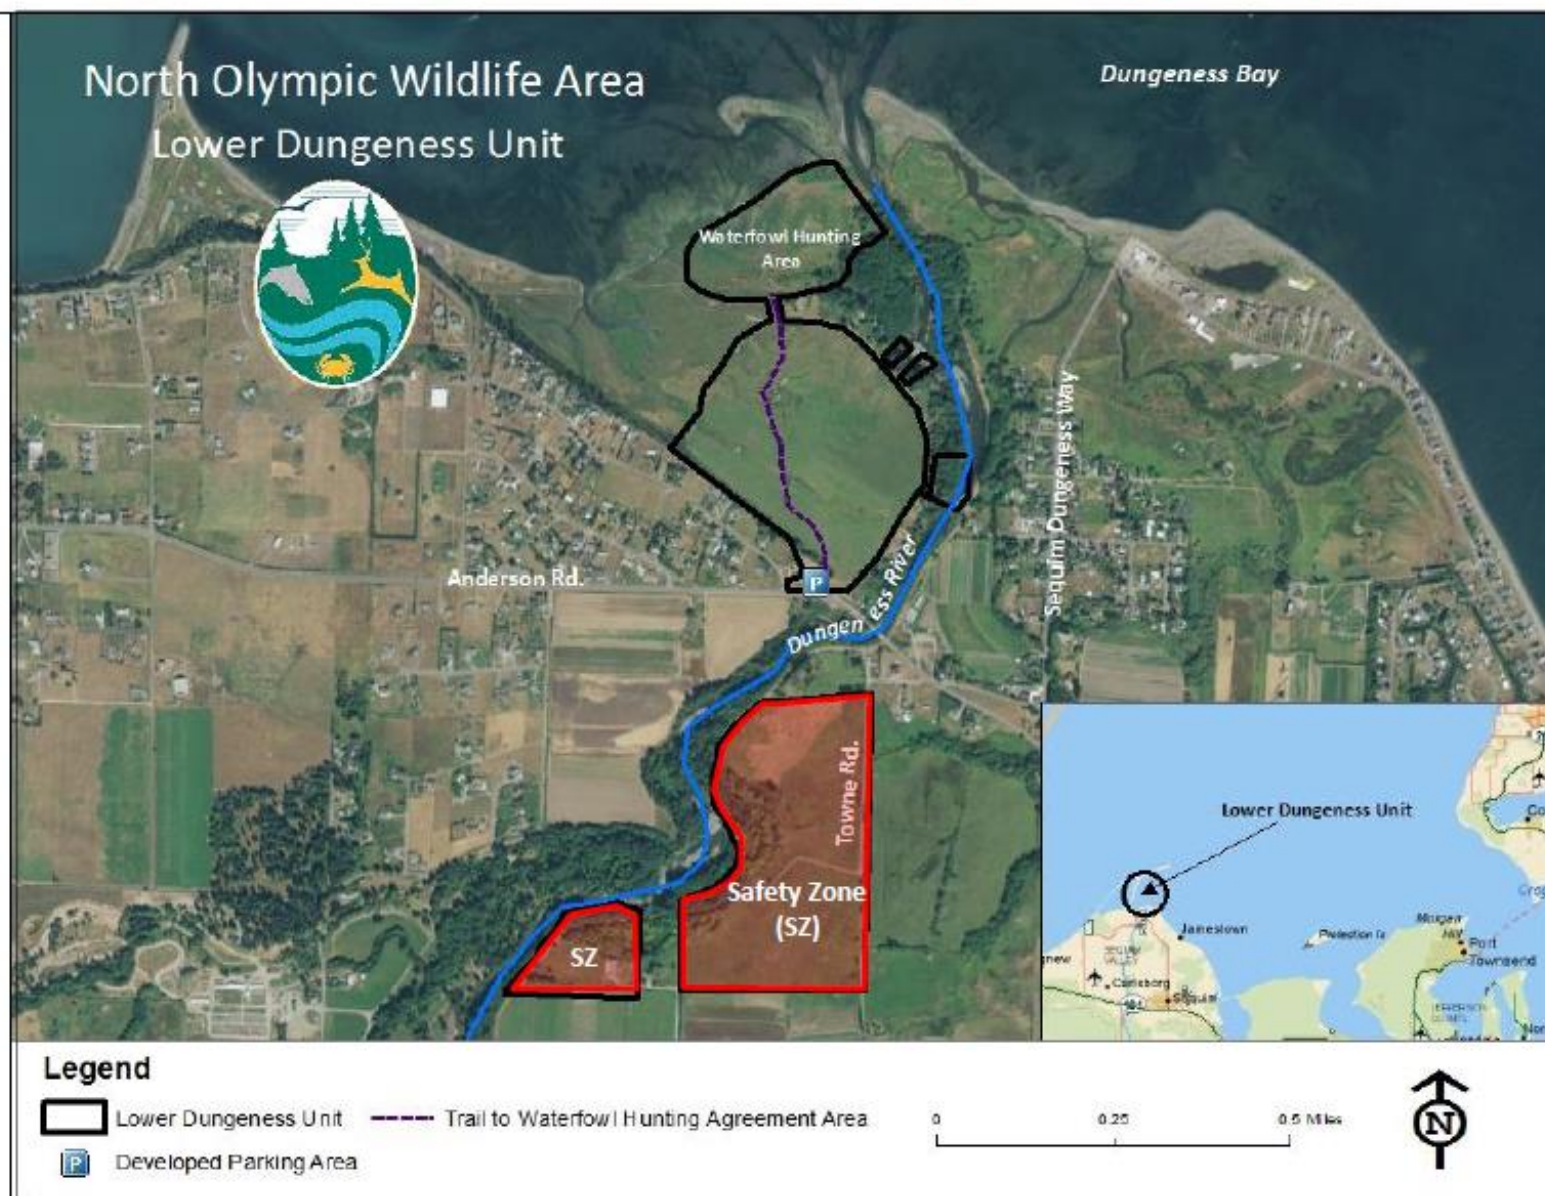 North Olympic Wildlife Area
Lower Dungeness Unit
Dungeness Bay
Waterfowl Hunting
Area
Sequim Dungeness Way
Anderson Rd.
Dungeness River
Towne Rd.
Safety Zone
(SZ)
SZ
Lower Dungeness Unit
Jamestown
Protection Is
Port
Townsend
Carlsborg
Sequim
Legend
Lower Dungeness Unit
Trail to Waterfowl Hunting Agreement Area
P Developed Parking Area
0 0.25 0.5 Miles
N